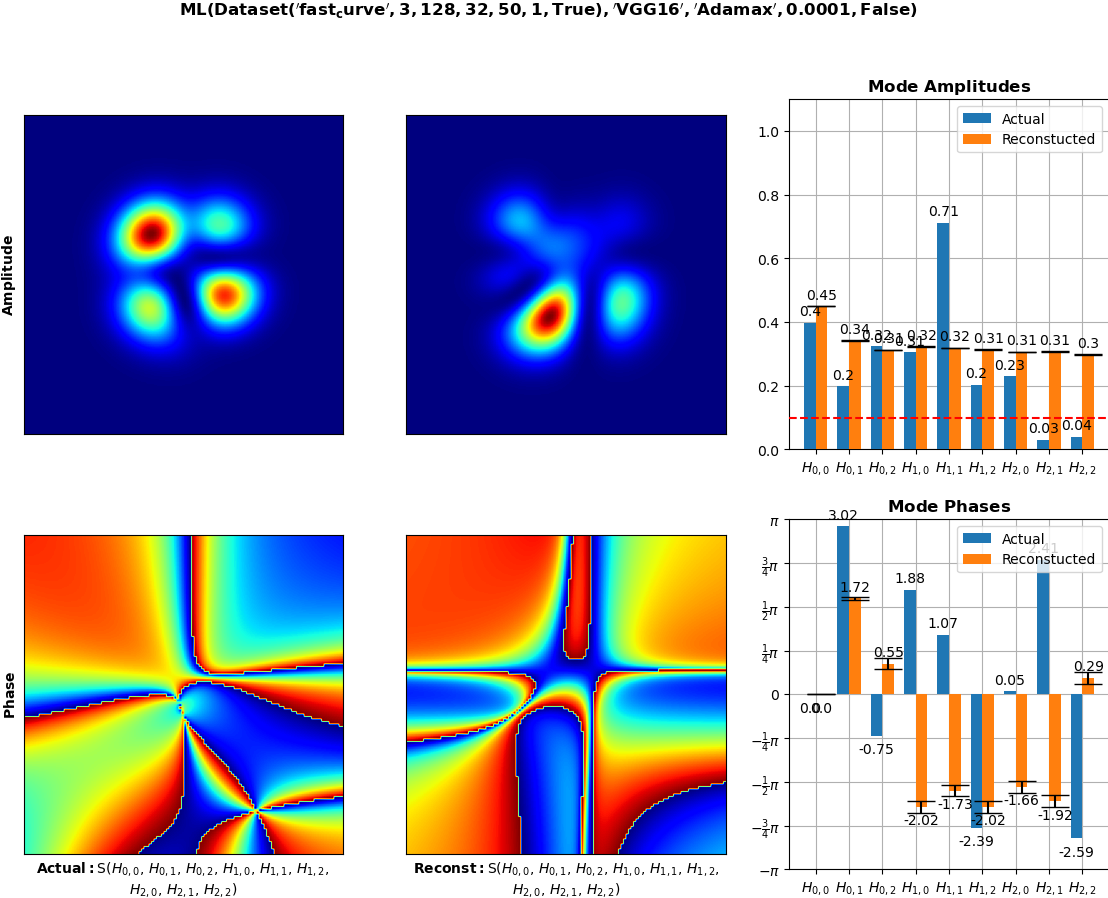 ML(Dataset('fast_curve', 3, 128, 32, 50, 1, True), 'VGG16', 'Adamax', 0.0001, False)
Amplitude
Mode Amplitudes
Actual
Reconstucted
1.0
0.8
0.6
0.4
0.2
0.0
0.4 0.45 0.2 0.34 0.32 0.31 0.31 0.32 0.71 0.32 0.2 0.31 0.23 0.31 0.03 0.31 0.04 0.3
H0,0 H0,1 H0,2 H1,0 H1,1 H1,2 H2,0 H2,1 H2,2
Phase
Actual: S(H0,0, H0,1, H0,2, H1,0, H1,1, H1,2,
H2,0, H2,1, H2,2)
Reconst: S(H0,0, H0,1, H0,2, H1,0, H1,1, H1,2,
H2,0, H2,1, H2,2)
Mode Phases
Actual
Reconstucted
π
3/4π
1/2π
1/4π
0
−1/4π
−1/2π
−3/4π
−π
0.0 0.0 3.02 1.72 -0.75 0.55 1.88 -2.02 1.07 -1.73 -2.39 -2.02 0.05 -1.66 2.41 -1.92 -2.59 0.29
H0,0 H0,1 H0,2 H1,0 H1,1 H1,2 H2,0 H2,1 H2,2